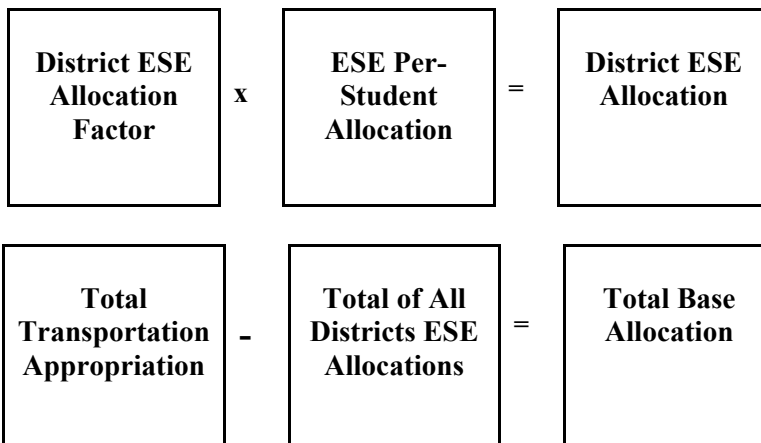 District ESE
Allocation
Factor
x
ESE Per-
Student
Allocation
=
District ESE
Allocation
Total
Transportation
Appropriation
-
Total of All
Districts ESE
Allocations
=
Total Base
Allocation